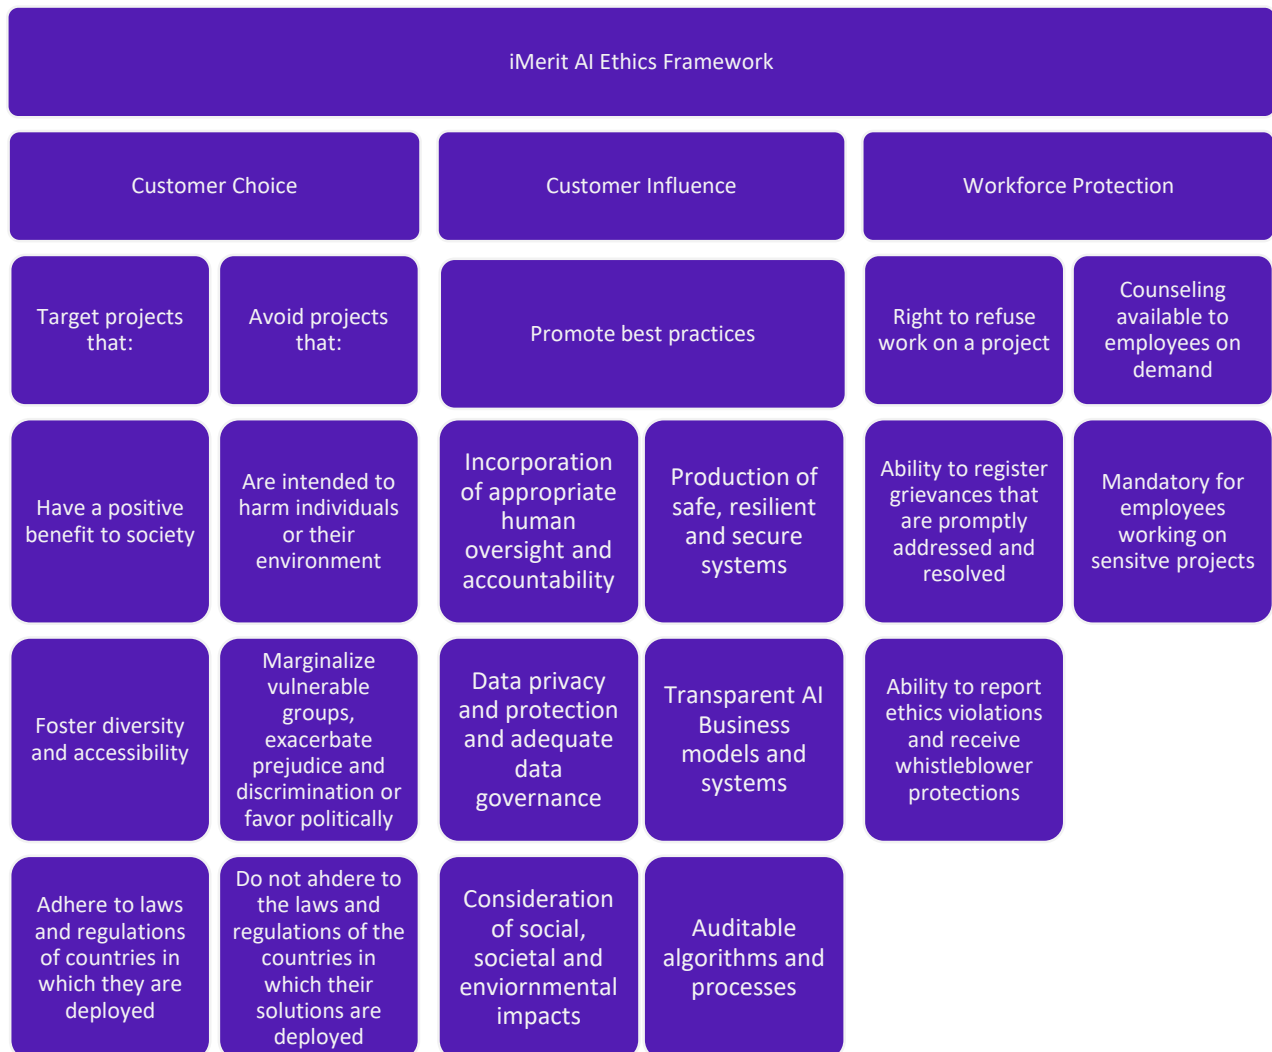 iMerit AI Ethics Framework
Customer Choice
Customer Influence
Workforce Protection
Target projects
that:
Avoid projects
that:
Promote best practices
Right to refuse
work on a project
Counseling
available to
employees on
demand
Have a positive
benefit to society
Are intended to
harm individuals
or their
environment
Incorporation
of appropriate
human
oversight and
accountability
Production of
safe, resilient
and secure
systems
Ability to register
grievances that
are promptly
addressed and
resolved
Mandatory for
employees
working on
sensitve projects
Foster diversity
and accessibility
Marginalize
vulnerable
groups,
exacerbate
prejudice and
discrimination or
favor politically
Data privacy
and protection
and adequate
data
governance
Transparent AI
Business
models and
systems
Ability to report
ethics violations
and receive
whistleblower
protections
Adhere to laws
and regulations
of countries in
which they are
deployed
Do not ahdere to
the laws and
regulations of the
countries in
which their
solutions are
deployed
Consideration
of social,
societal and
enviornmental
impacts
Auditable
algorithms and
processes